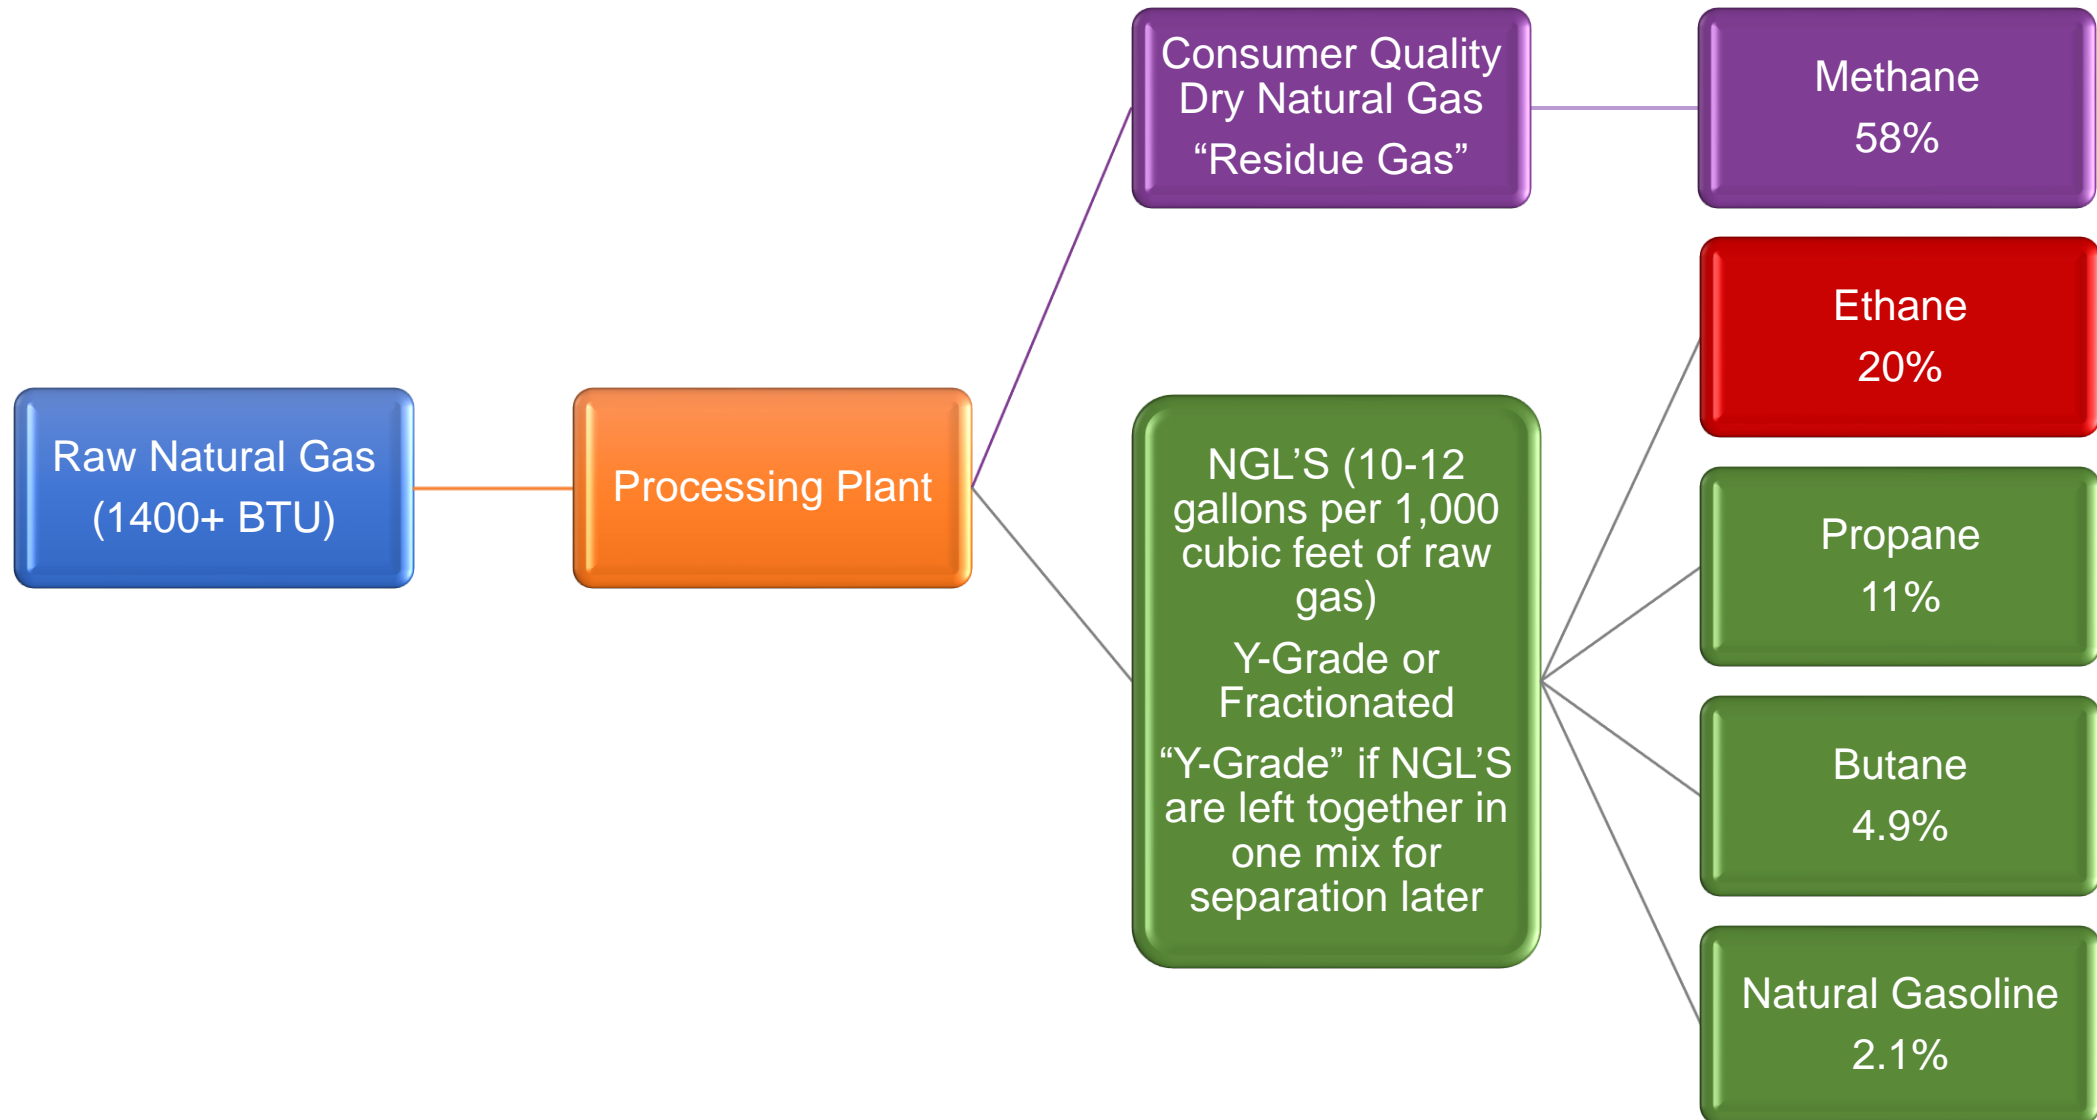 Raw Natural Gas
(1400+ BTU)
Processing Plant
Consumer Quality
Dry Natural Gas
“Residue Gas”
Methane
58%
NGL’S (10-12
gallons per 1,000
cubic feet of raw
gas)
Y-Grade or
Fractionated
“Y-Grade” if NGL’S
are left together in
one mix for
separation later
Ethane
20%
Propane
11%
Butane
4.9%
Natural Gasoline
2.1%